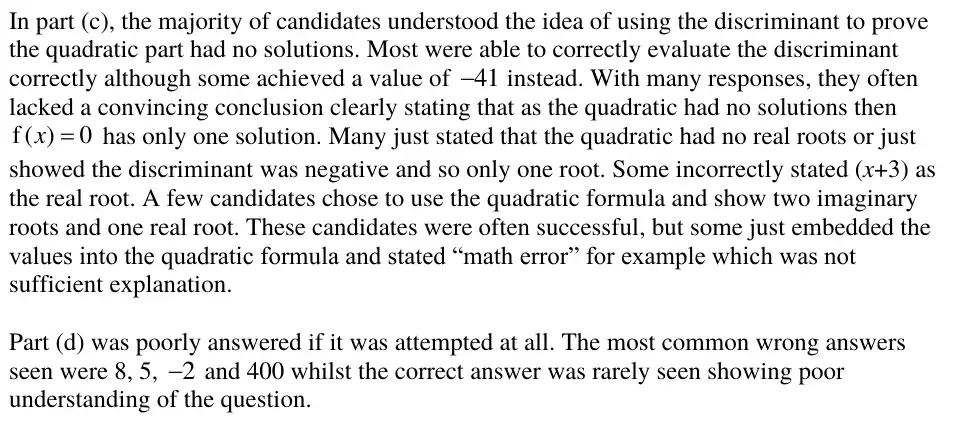 In part (c), the majority of candidates understood the idea of using the discriminant to prove
the quadratic part had no solutions. Most were able to correctly evaluate the discriminant
correctly although some achieved a value of −41 instead. With many responses, they often
lacked a convincing conclusion clearly stating that as the quadratic had no solutions then
f(x) = 0 has only one solution. Many just stated that the quadratic had no real roots or just
showed the discriminant was negative and so only one root. Some incorrectly stated (x+3) as
the real root. A few candidates chose to use the quadratic formula and show two imaginary
roots and one real root. These candidates were often successful, but some just embedded the
values into the quadratic formula and stated “math error” for example which was not
sufficient explanation.
Part (d) was poorly answered if it was attempted at all. The most common wrong answers
seen were 8, 5, −2 and 400 whilst the correct answer was rarely seen showing poor
understanding of the question.